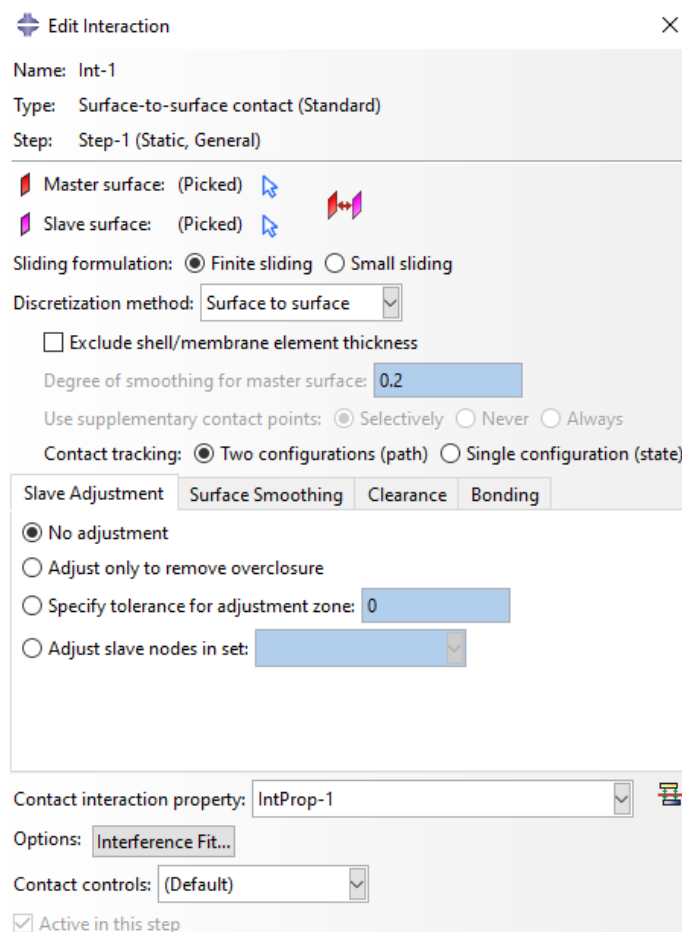 Edit Interaction
Name: Int-1
Type: Surface-to-surface contact (Standard)
Step: Step-1 (Static, General)
Master surface: (Picked)
Slave surface: (Picked)
Sliding formulation: Finite sliding Small sliding
Discretization method: Surface to surface
Exclude shell/membrane element thickness
Degree of smoothing for master surface: 0.2
Use supplementary contact points: Selectively Never Always
Contact tracking: Two configurations (path) Single configuration (state)
Slave Adjustment Surface Smoothing Clearance Bonding
No adjustment
Adjust only to remove overclosure
Specify tolerance for adjustment zone: 0
Adjust slave nodes in set:
Contact interaction property: IntProp-1
Options: Interference Fit...
Contact controls: (Default)
Active in this step